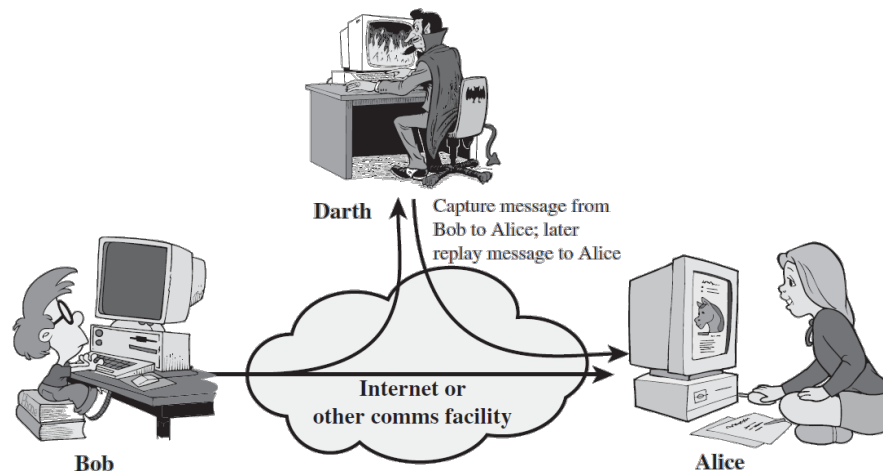 Darth
Capture message from
Bob to Alice; later
replay message to Alice
Internet or
other comms facility
Bob
Alice